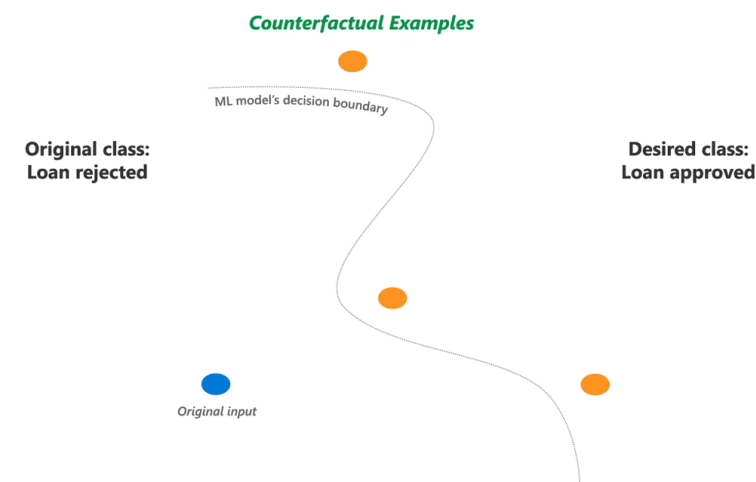 Counterfactual Examples
ML model's decision boundary
Original class:
Loan rejected
Desired class:
Loan approved
Original input